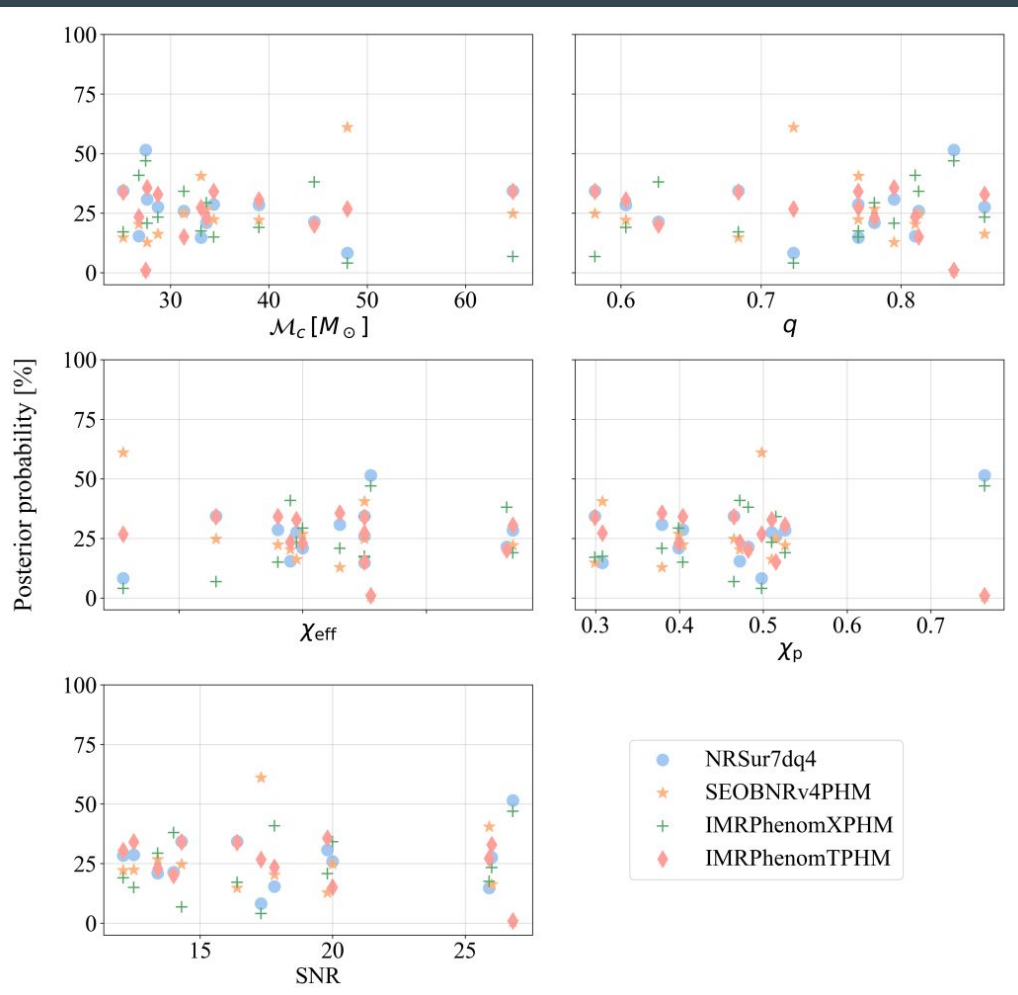 100
75
50
25
0
30 40 50 60
ℳc [M⊙]
0.6 0.7 0.8
q
Posterior probability [%]
100
75
50
25
0
χeff
0.3 0.4 0.5 0.6 0.7
χp
100
75
50
25
0
15 20 25
SNR
NRSur7dq4
SEOBNRv4PHM
IMRPhenomXPHM
IMRPhenomTPHM